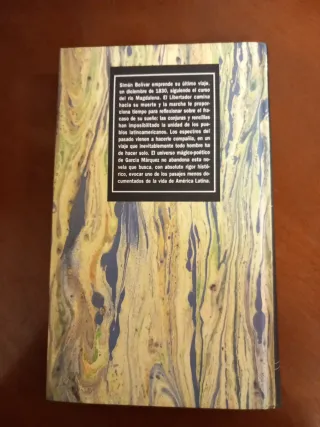 Simón Bolívar emprende su último viaje,
en diciembre de 1830, siguiendo el curso
del río Magdalena. El Libertador camina
hacia su muerte y la marcha le propor-
ciona tiempo para reflexionar sobre el fra-
caso de su sueño: las conjuras y rencillas
han imposibilitado la unidad de los pue-
blos latinoamericanos. Los espectros del
pasado vienen a hacerle compañía, en un
viaje que inevitablemente todo hombre ha
de hacer solo. El universo mágico-poético
de García Márquez no abandona esta no-
vela que busca, con absoluto rigor histó-
rico, evocar uno de los pasajes menos do-
cumentados de la vida de América Latina.